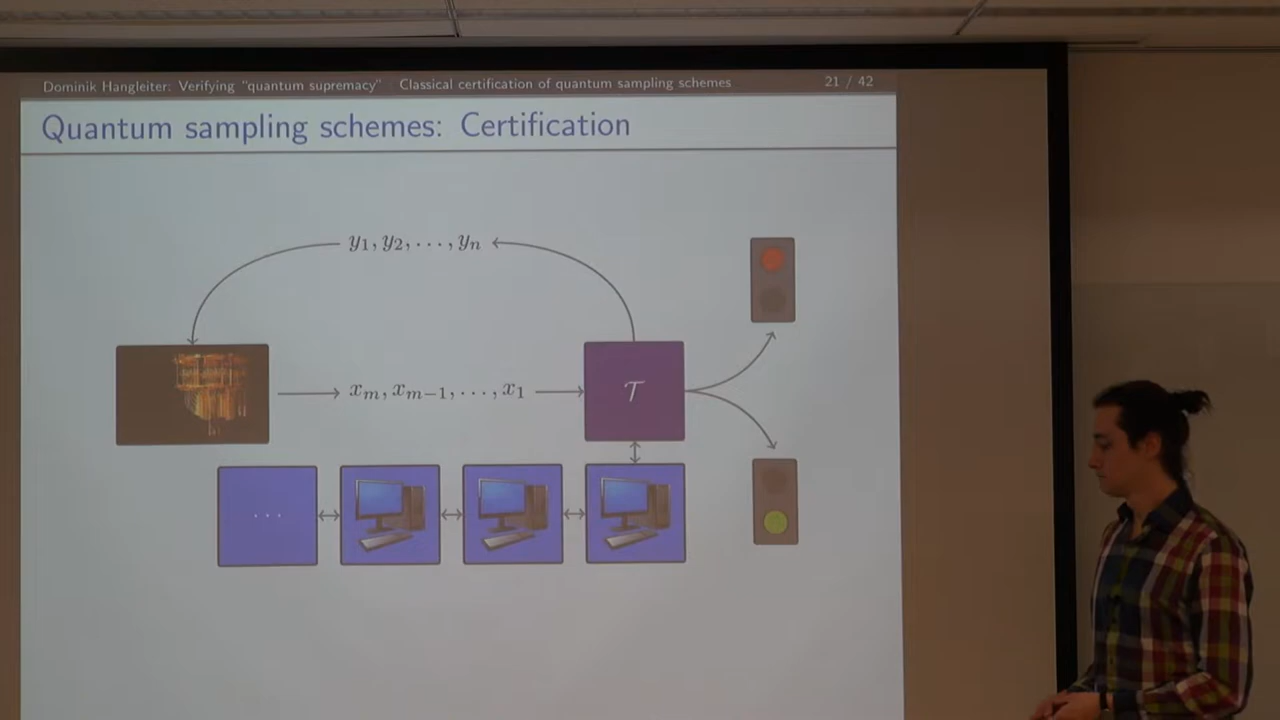 Dominik Hangleiter: Verifying "quantum supremacy" Classical certification of quantum sampling schemes 21 / 42
Quantum sampling schemes: Certification
y₁, y₂, · · · , yₙ
xₘ, xₘ₋₁, · · · , x₁
𝒯
· · ·